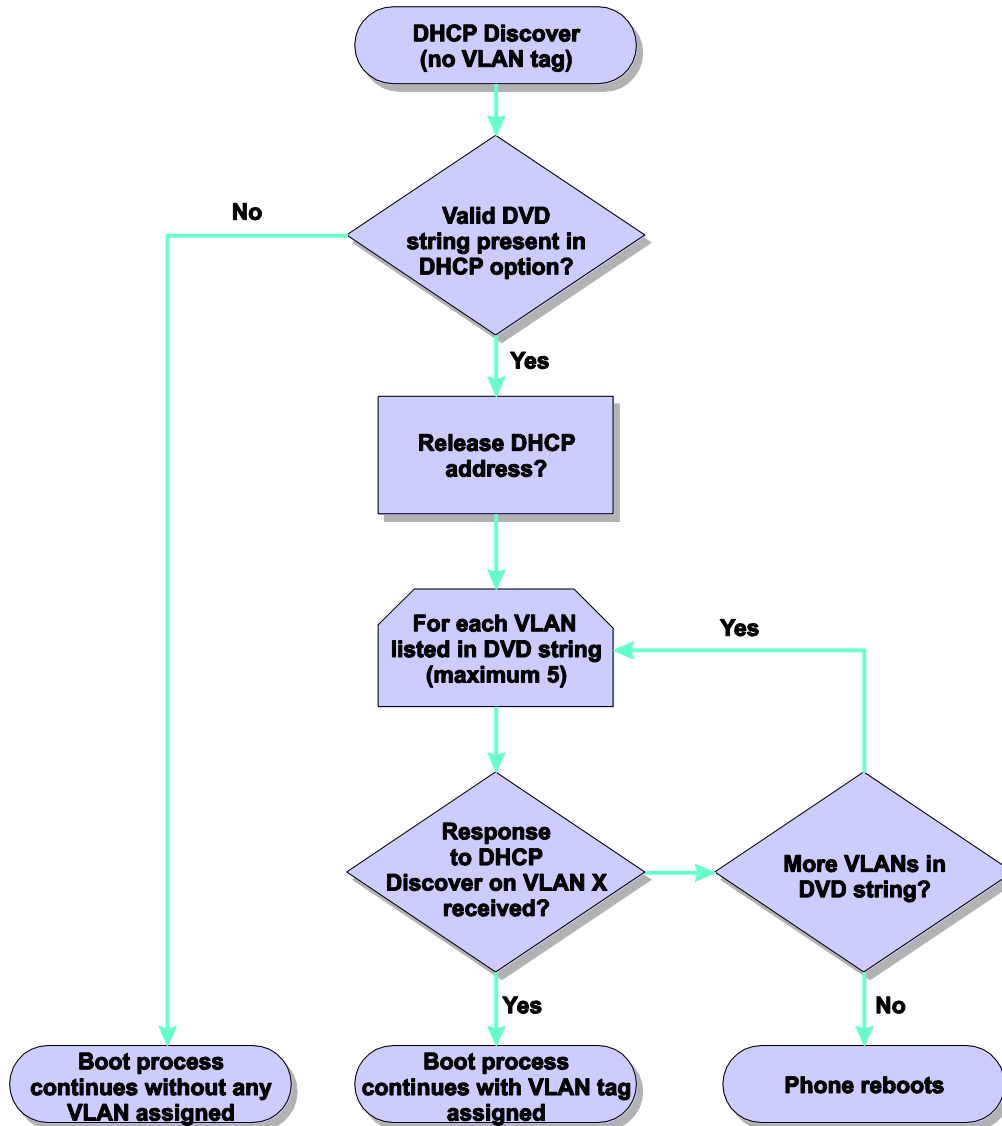 DHCP Discover
(no VLAN tag)
No
Valid DVD
string present in
DHCP option?
Yes
Release DHCP
address?
For each VLAN
listed in DVD string
(maximum 5)
Yes
Response
to DHCP
Discover on VLAN X
received?
More VLANs in
DVD string?
Yes
No
Boot process
continues without any
VLAN assigned
Boot process
continues with VLAN tag
assigned
Phone reboots